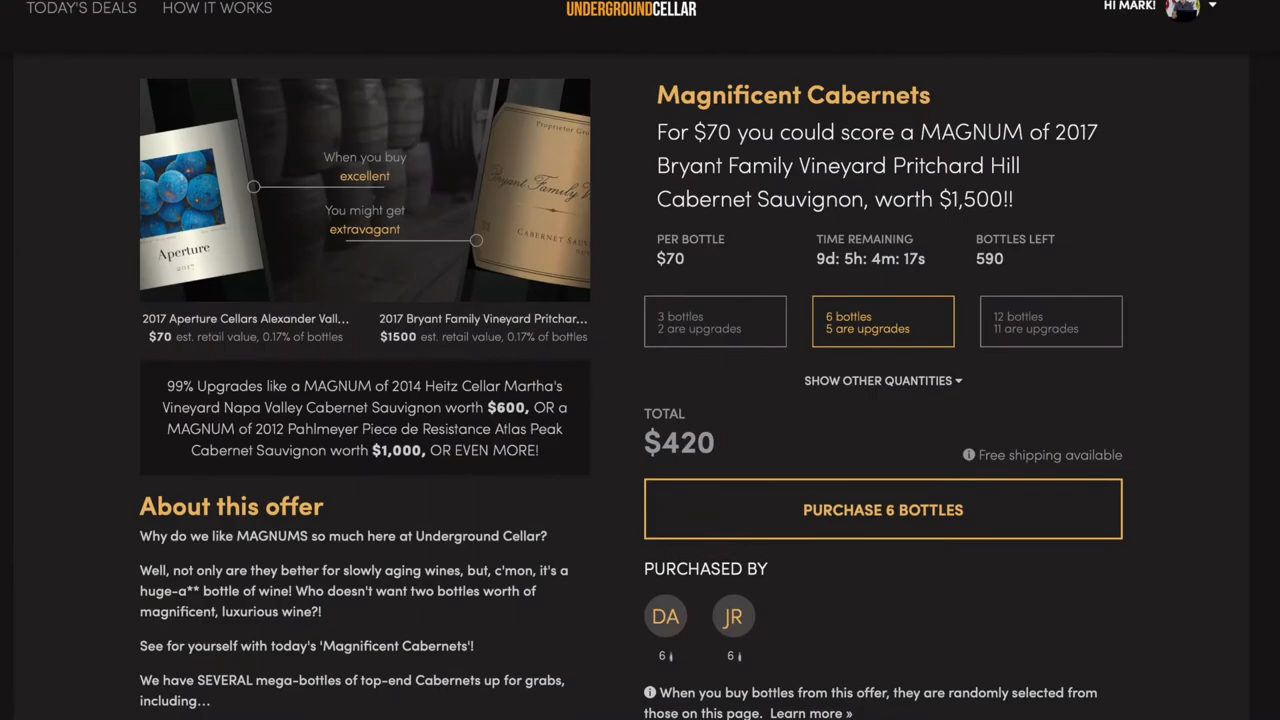 TODAY'S DEALS HOW IT WORKS
UNDERGROUNDCELLAR
HI MARK!
When you buy
excellent
You might get
extravagant
Aperture
2017
Proprietor
Bryant Family
CABERNET
2017 Aperture Cellars Alexander Vall...
$70 est. retail value, 0.17% of bottles
2017 Bryant Family Vineyard Pritchar...
$1500 est. retail value, 0.17% of bottles
99% Upgrades like a MAGNUM of 2014 Heitz Cellar Martha's
Vineyard Napa Valley Cabernet Sauvignon worth $600, OR a
MAGNUM of 2012 Pahlmeyer Piece de Resistance Atlas Peak
Cabernet Sauvignon worth $1,000, OR EVEN MORE!
About this offer
Why do we like MAGNUMS so much here at Underground Cellar?
Well, not only are they better for slowly aging wines, but, c'mon, it's a
huge-a** bottle of wine! Who doesn't want two bottles worth of
magnificent, luxurious wine?!
See for yourself with today's 'Magnificent Cabernets'!
We have SEVERAL mega-bottles of top-end Cabernets up for grabs,
including...
Magnificent Cabernets
For $70 you could score a MAGNUM of 2017
Bryant Family Vineyard Pritchard Hill
Cabernet Sauvignon, worth $1,500!!
PER BOTTLE TIME REMAINING BOTTLES LEFT
$70 9d: 5h: 4m: 17s 590
3 bottles
2 are upgrades
6 bottles
5 are upgrades
12 bottles
11 are upgrades
SHOW OTHER QUANTITIES
TOTAL
$420
Free shipping available
PURCHASE 6 BOTTLES
PURCHASED BY
DA JR
6 6
When you buy bottles from this offer, they are randomly selected from
those on this page. Learn more »